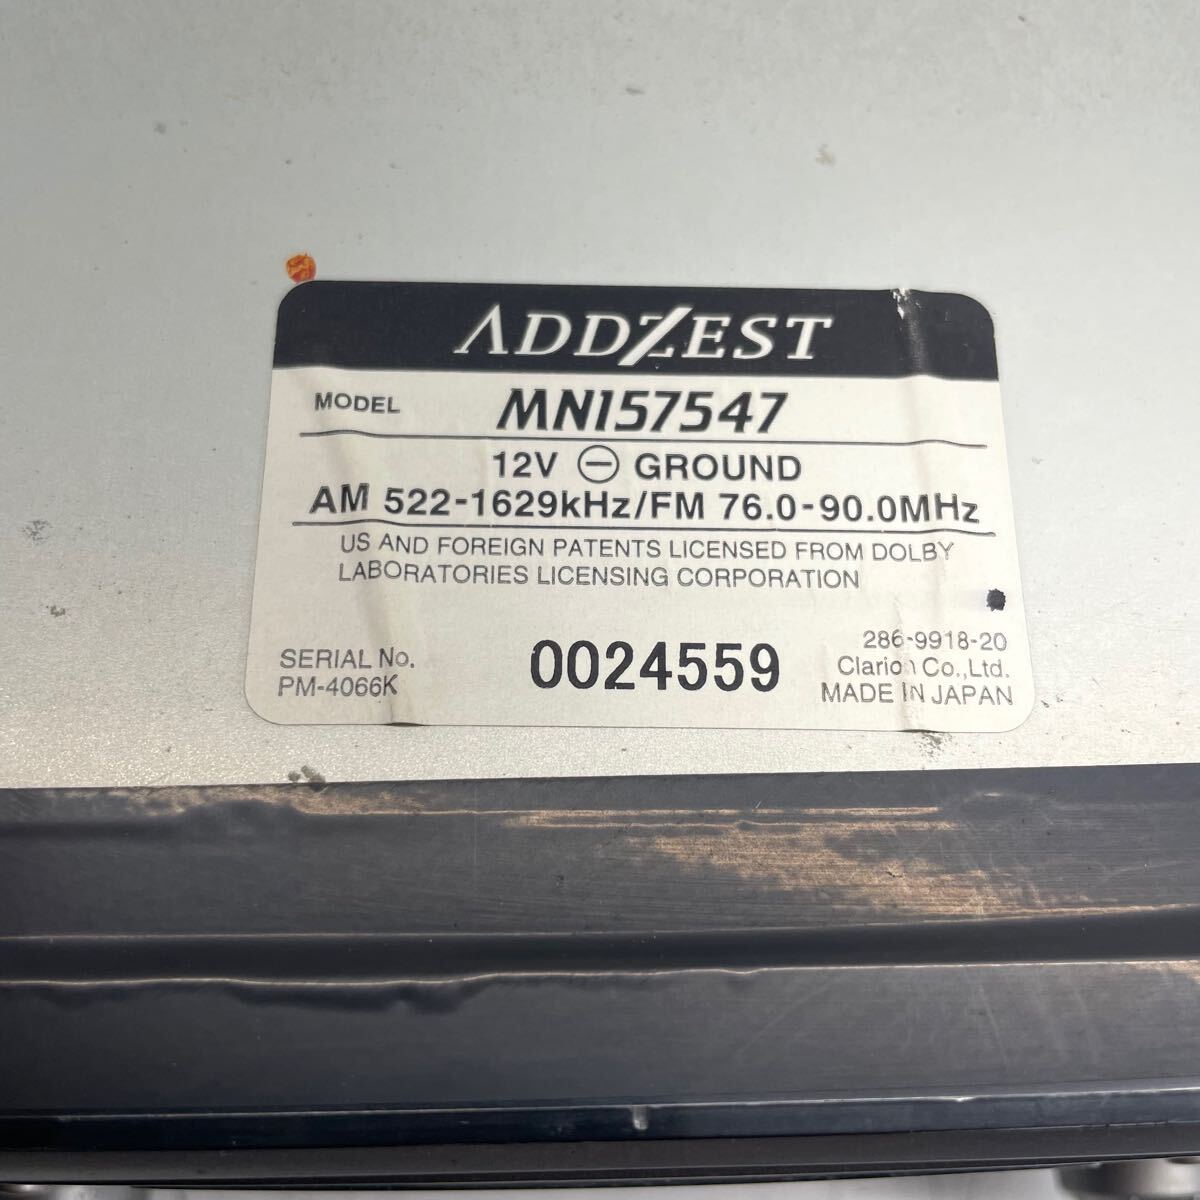 ADDZEST
MODEL MN157547
12V ⊖ GROUND
AM 522-1629kHz/FM 76.0-90.0MHz
US AND FOREIGN PATENTS LICENSED FROM DOLBY
LABORATORIES LICENSING CORPORATION
SERIAL No.
PM-4066K
0024559
286-9918-20
Clarion Co.,Ltd.
MADE IN JAPAN